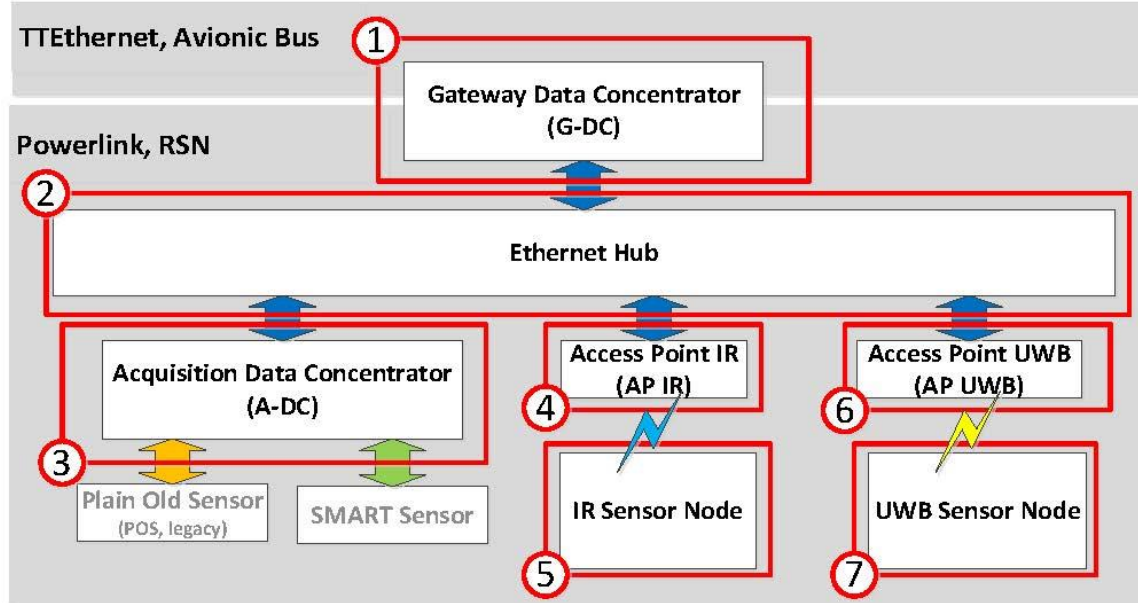 TTEthernet, Avionic Bus
1
Gateway Data Concentrator
(G-DC)
Powerlink, RSN
2
Ethernet Hub
Acquisition Data Concentrator
(A-DC)
3
Access Point IR
(AP IR)
4
Access Point UWB
(AP UWB)
6
Plain Old Sensor
(POS, legacy)
SMART Sensor
IR Sensor Node
5
UWB Sensor Node
7